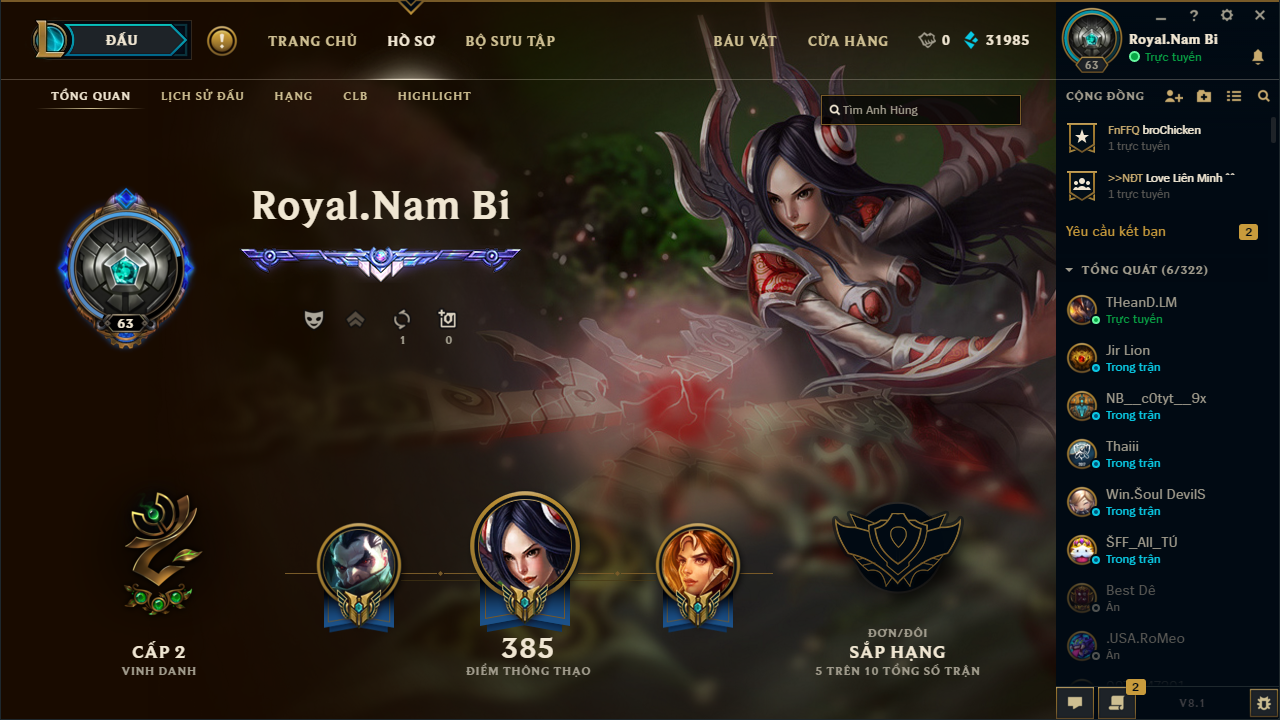 ĐẤU
TRANG CHỦ
HỒ SƠ
BỘ SƯU TẬP
BÁU VẬT
CỬA HÀNG
0
31985
63
Royal.Nam Bi
Trực tuyến
TỔNG QUAN
LỊCH SỬ ĐẤU
HẠNG
CLB
HIGHLIGHT
Tìm Anh Hùng
CỘNG ĐỒNG
FnFFQ broChicken
1 trực tuyến
>>NĐT Love Liên Minh ^^
1 trực tuyến
Yêu cầu kết bạn
2
TỔNG QUÁT (6/322)
THeanD.LM
Trực tuyến
Jir Lion
Trong trận
NB__c0tyt__9x
Trong trận
Thaiii
Trong trận
Win.Šoul DevilS
Trong trận
ŠFF_All_TÚ
Trong trận
Best Dê
Ẩn
.USA.RoMeo
Ẩn
Royal.Nam Bi
63
1
0
CẤP 2
VINH DANH
385
ĐIỂM THÔNG THẠO
ĐƠN/ĐÔI
SẮP HẠNG
5 TRÊN 10 TỔNG SỐ TRẬN
2
V8.1